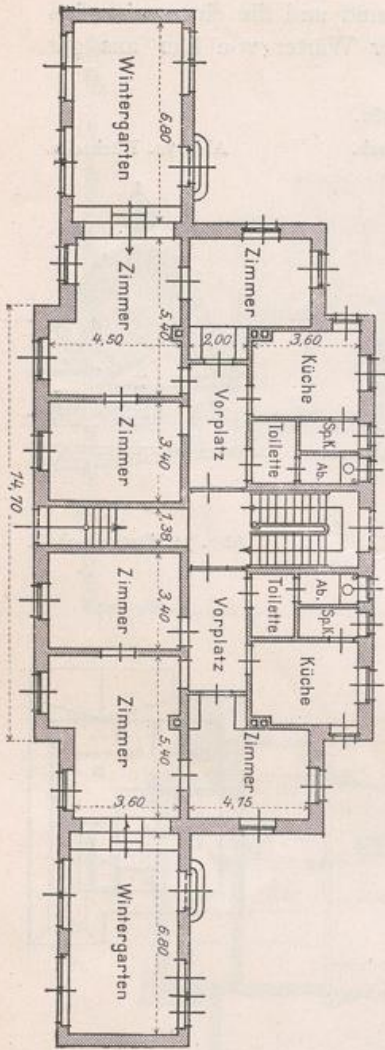 Wintergarten
6,80
Zimmer
5,40
4,50
Zimmer
2,00
3,60
Küche
Vorplatz
Zimmer
3,40
Toilette
Sp.K.
Ab.
14,70
1,38
Zimmer
3,40
Vorplatz
Toilette
Ab.
Sp.K.
Küche
Zimmer
5,40
3,60
Zimmer
4,15
Wintergarten
6,80